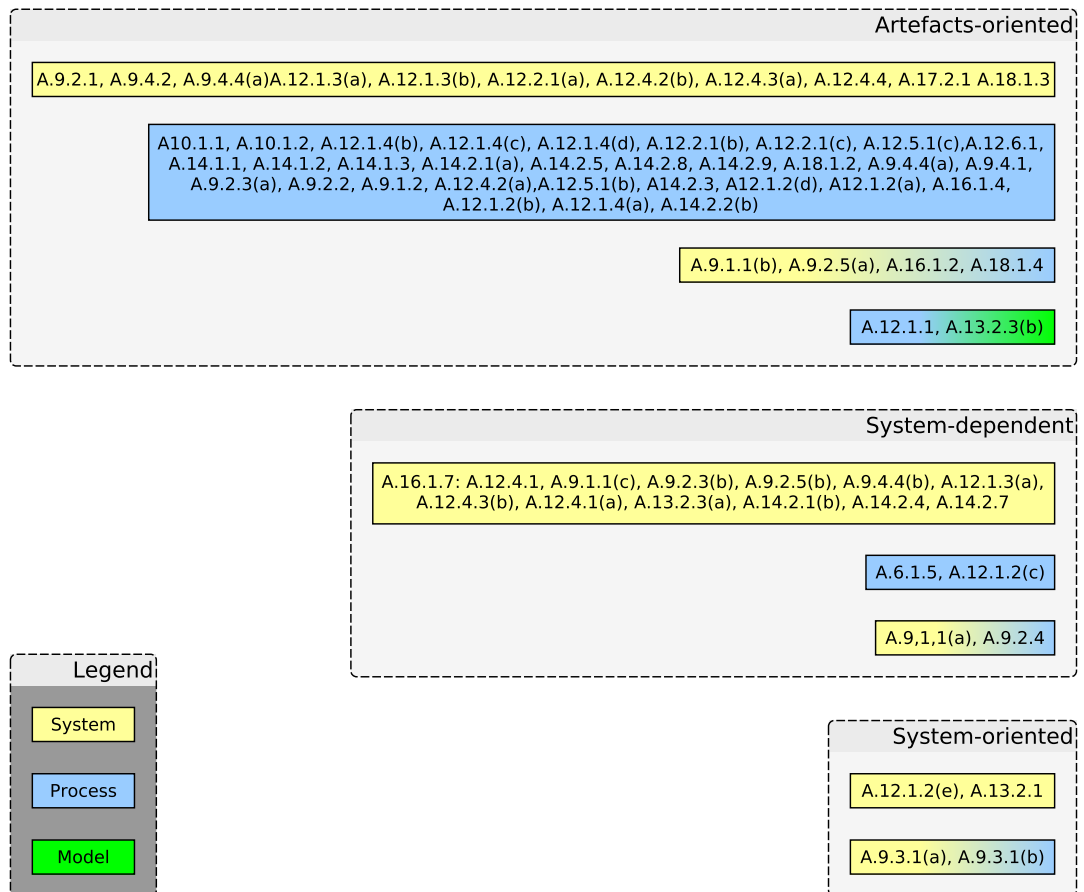 Artefacts-oriented
A.9.2.1, A.9.4.2, A.9.4.4(a)A.12.1.3(a), A.12.1.3(b), A.12.2.1(a), A.12.4.2(b), A.12.4.3(a), A.12.4.4, A.17.2.1 A.18.1.3
A10.1.1, A.10.1.2, A.12.1.4(b), A.12.1.4(c), A.12.1.4(d), A.12.2.1(b), A.12.2.1(c), A.12.5.1(c),A.12.6.1,
A.14.1.1, A.14.1.2, A.14.1.3, A.14.2.1(a), A.14.2.5, A.14.2.8, A.14.2.9, A.18.1.2, A.9.4.4(a), A.9.4.1,
A.9.2.3(a), A.9.2.2, A.9.1.2, A.12.4.2(a),A.12.5.1(b), A14.2.3, A12.1.2(d), A12.1.2(a), A.16.1.4,
A.12.1.2(b), A.12.1.4(a), A.14.2.2(b)
A.9.1.1(b), A.9.2.5(a), A.16.1.2, A.18.1.4
A.12.1.1, A.13.2.3(b)
System-dependent
A.16.1.7: A.12.4.1, A.9.1.1(c), A.9.2.3(b), A.9.2.5(b), A.9.4.4(b), A.12.1.3(a),
A.12.4.3(b), A.12.4.1(a), A.13.2.3(a), A.14.2.1(b), A.14.2.4, A.14.2.7
A.6.1.5, A.12.1.2(c)
A.9,1,1(a), A.9.2.4
Legend
System
Process
Model
System-oriented
A.12.1.2(e), A.13.2.1
A.9.3.1(a), A.9.3.1(b)